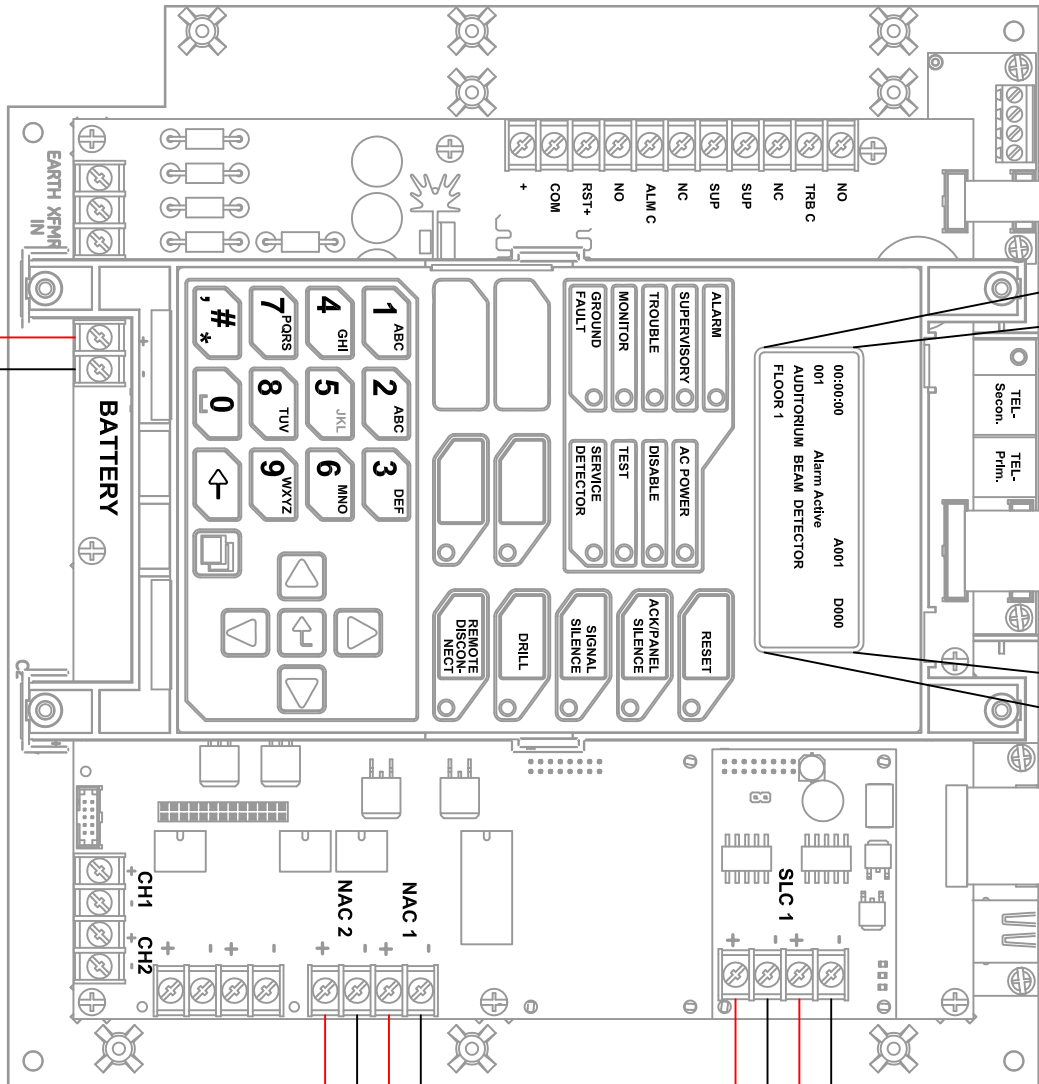 EARTH XFMR
IN
+
COM
RST+
NO
ALM C
NC
SUP
SUP
NC
TRB C
NO
TEL-
Secon.
TEL-
Prim.
+
-
BATTERY
1 ABC
2 ABC
3 DEF
4 GHI
5 JKL
6 MNO
7 PQRS
8 TUV
9 WXYZ
, # *
0
ALARM
SUPERVISORY
TROUBLE
MONITOR
GROUND
FAULT
AC POWER
DISABLE
TEST
SERVICE
DETECTOR
00:00:00 Alarm Active A001 D000
001
AUDITORIUM BEAM DETECTOR
FLOOR 1
RESET
ACK/PANEL
SILENCE
SIGNAL
SILENCE
DRILL
REMOTE
DISCON-
NECT
CH1
+ -
CH2
+ -
+ - + -
NAC 2
+ -
NAC 1
+ -
SLC 1
+ - + -